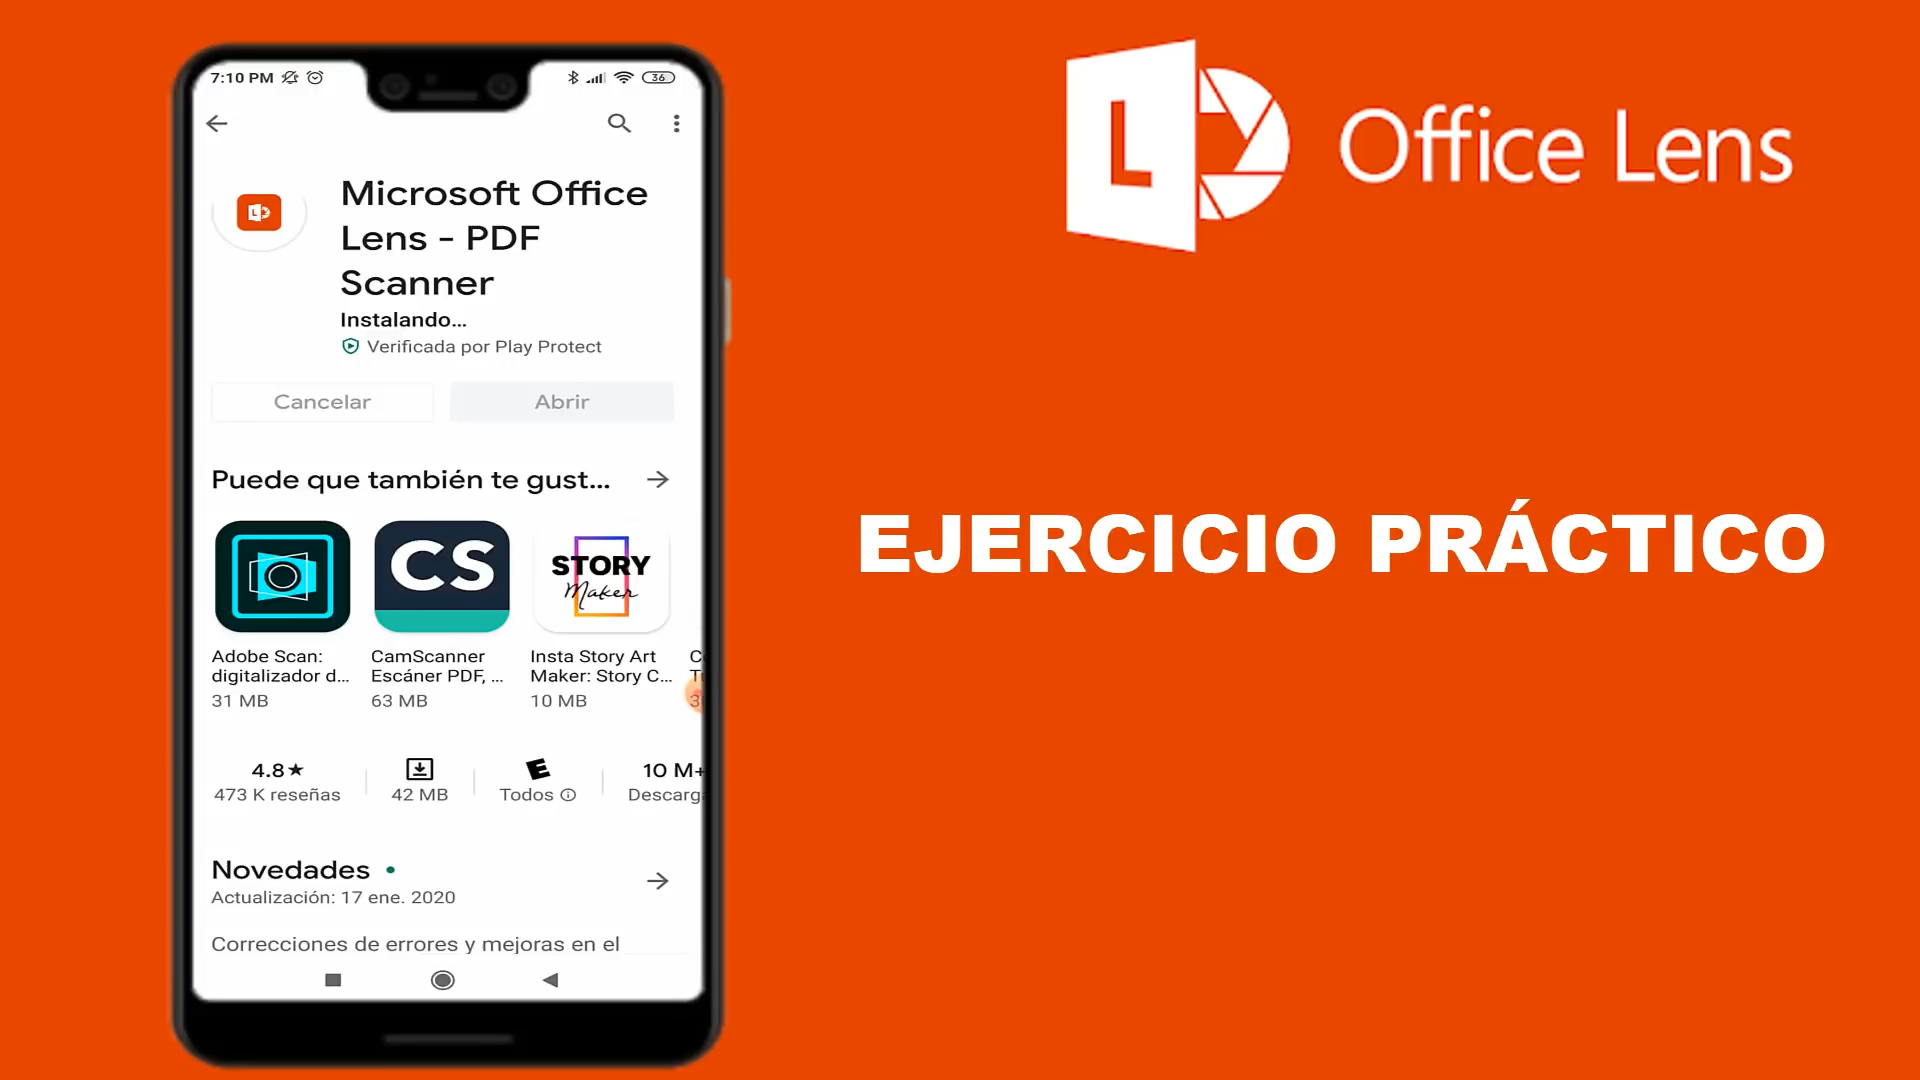 7:10 PM
36
Microsoft Office
Lens - PDF
Scanner
Instalando...
Verificada por Play Protect
Cancelar
Abrir
Puede que también te gust...
CS
STORY
Maker
Adobe Scan:
digitalizador d...
31 MB
CamScanner
Escáner PDF, ...
63 MB
Insta Story Art
Maker: Story C...
10 MB
4.8★
473 K reseñas
42 MB
E
Todos
10 M+
Descarga
Novedades
Actualización: 17 ene. 2020
Correcciones de errores y mejoras en el
L
Office Lens
EJERCICIO PRÁCTICO